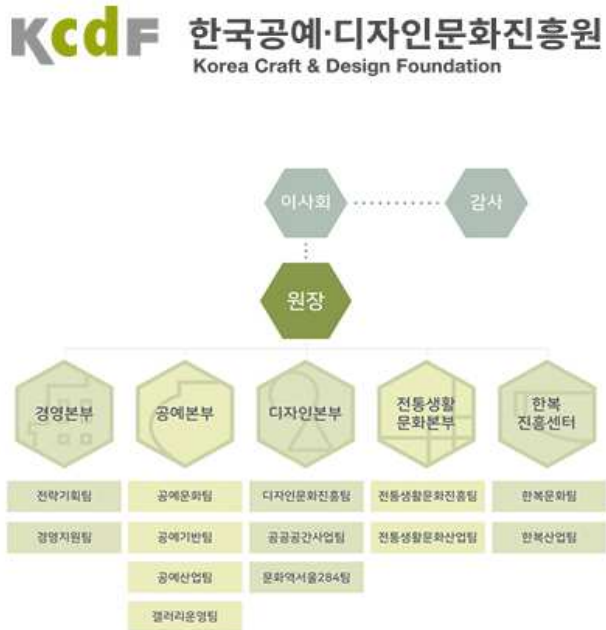 KCdF 한국공예·디자인문화진흥원
Korea Craft & Design Foundation
이사회
감사
원장
경영본부
공예본부
디자인본부
전통생활
문화본부
한복
진흥센터
전략기획팀
공예문화팀
디자인문화진흥팀
전통생활문화진흥팀
한복문화팀
경영지원팀
공예기반팀
공공공간사업팀
전통생활문화산업팀
한복산업팀
공예산업팀
문화역서울284팀
갤러리운영팀